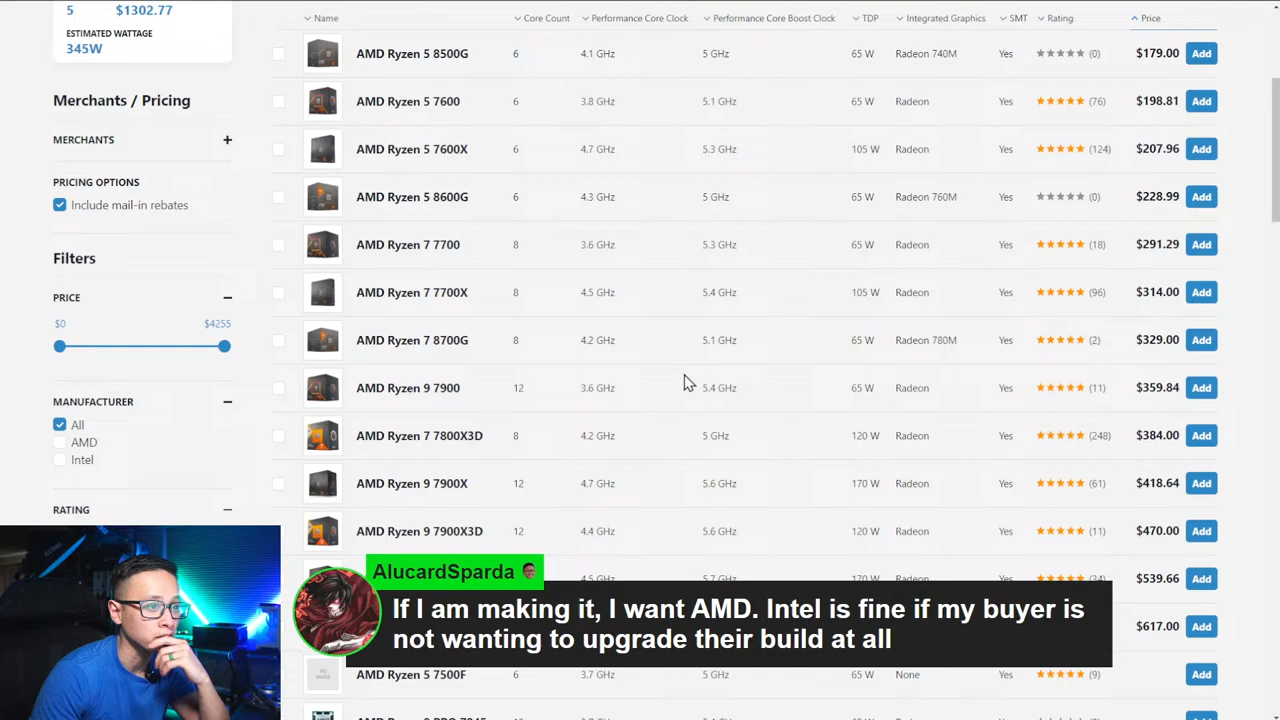 5 $1302.77
ESTIMATED WATTAGE
345W
Merchants / Pricing
MERCHANTS +
PRICING OPTIONS
Include mail-in rebates
Filters
PRICE
$0 $4255
MANUFACTURER
All
AMD
Intel
RATING
Name Core Count Performance Core Clock Performance Core Boost Clock TDP Integrated Graphics SMT Rating Price
AMD Ryzen 5 8500G 6 4.1 GHz 5 GHz 65 W Radeon 740M Yes (0) $179.00 Add
AMD Ryzen 5 7600 6 3.8 GHz 5.1 GHz 65 W Radeon Yes (76) $198.81 Add
AMD Ryzen 5 7600X 6 4.7 GHz 5.3 GHz 105 W Radeon Yes (124) $207.96 Add
AMD Ryzen 5 8600G 6 4.3 GHz 5 GHz 65 W Radeon 760M Yes (0) $228.99 Add
AMD Ryzen 7 7700 8 3.6 GHz 5.3 GHz 65 W Radeon Yes (18) $291.29 Add
AMD Ryzen 7 7700X 8 4.5 GHz 5.4 GHz 105 W Radeon Yes (96) $314.00 Add
AMD Ryzen 7 8700G 8 4.2 GHz 5.1 GHz 65 W Radeon 780M Yes (2) $329.00 Add
AMD Ryzen 9 7900 12 3.6 GHz 5.4 GHz 65 W Radeon Yes (11) $359.84 Add
AMD Ryzen 7 7800X3D 8 4.2 GHz 5 GHz 120 W Radeon Yes (248) $384.00 Add
AMD Ryzen 9 7900X 12 4.7 GHz 5.6 GHz 170 W Radeon Yes (61) $418.64 Add
AMD Ryzen 9 7900X3D 12 4.4 GHz 5.6 GHz 120 W Radeon Yes (11) $470.00 Add
$539.66 Add
$617.00 Add
AMD Ryzen 5 7500F 6 3.7 GHz 5 GHz 65 W None Yes (9) Add
AlucardSparda
If I am making it, I want AMD. Intel is fine if my buyer is
not wanting to upgrade their build at all